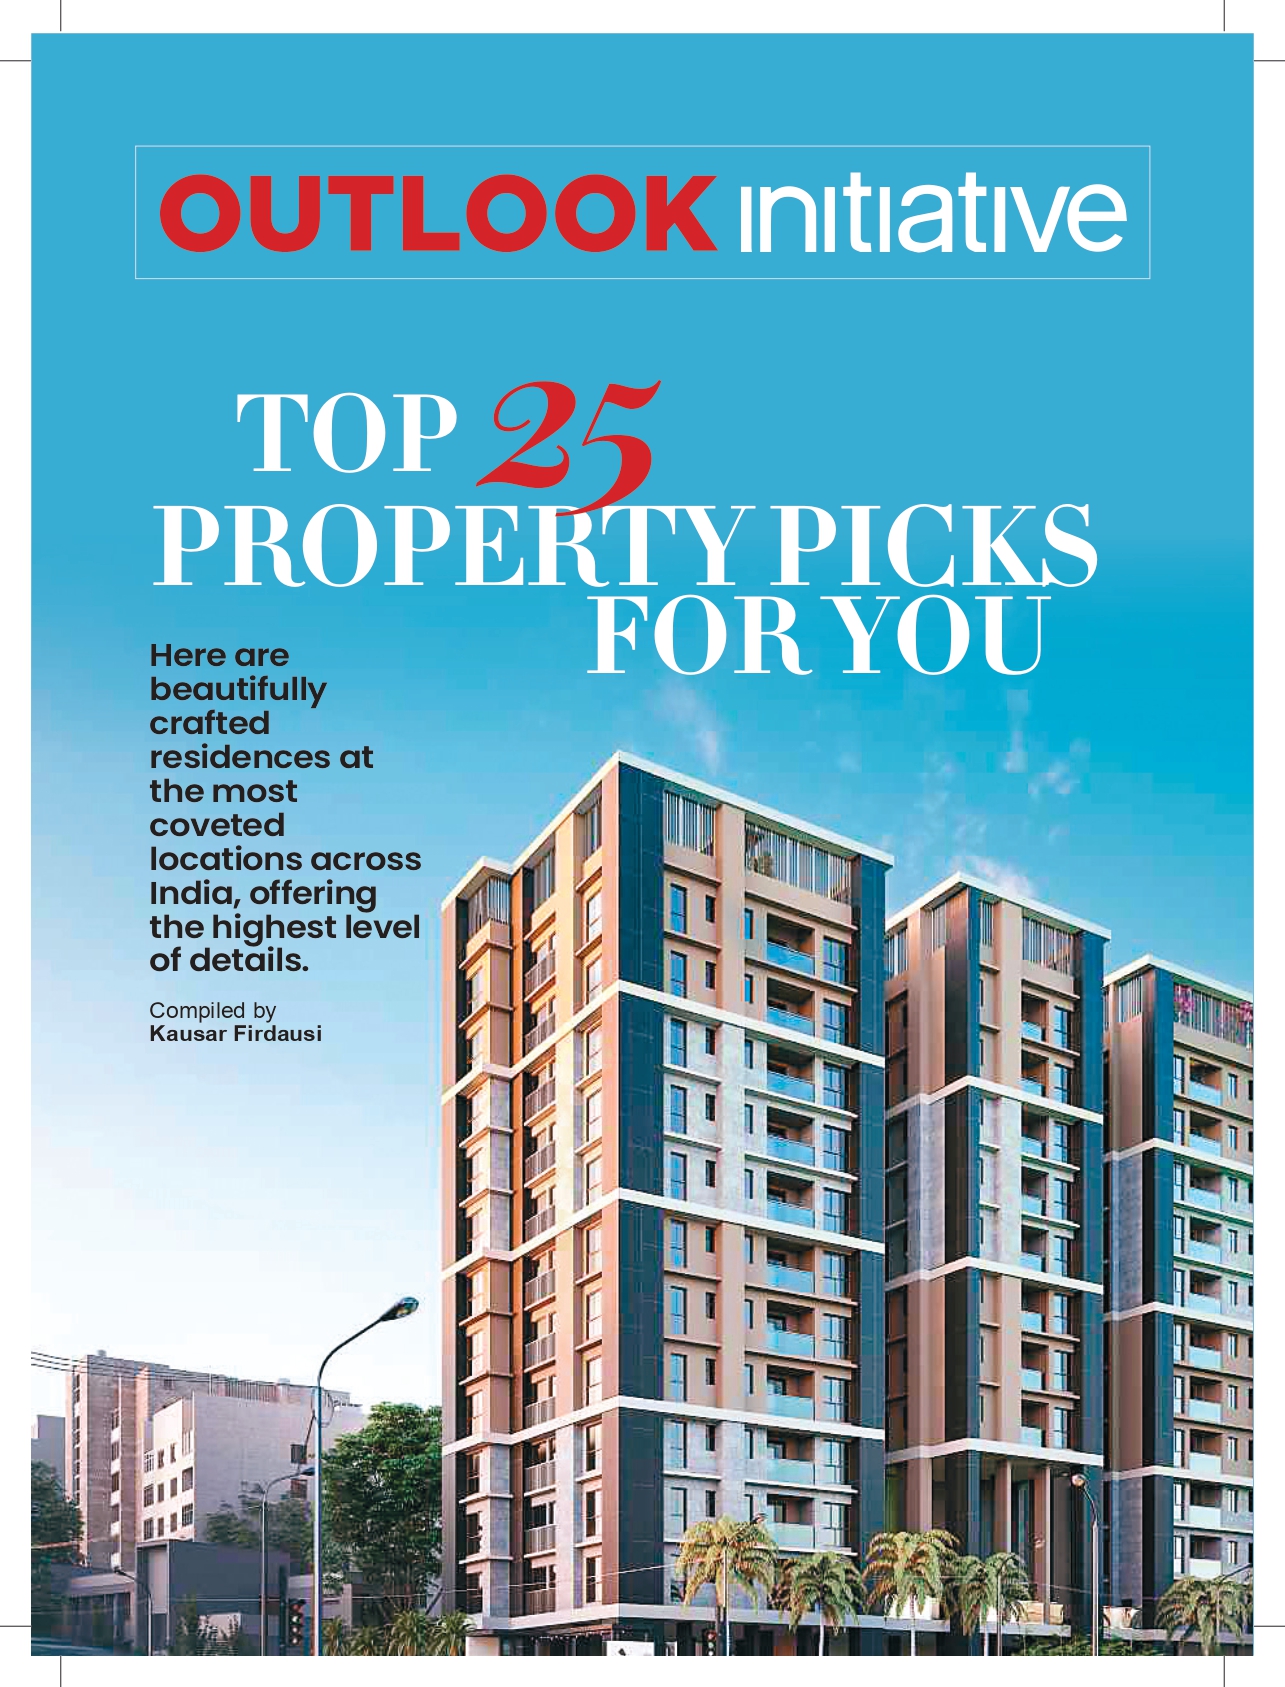 OUTLOOK initiative
TOP 25
PROPERTY PICKS
FOR YOU
Here are
beautifully
crafted
residences at
the most
coveted
locations across
India, offering
the highest level
of details.
Compiled by
Kausar Firdausi